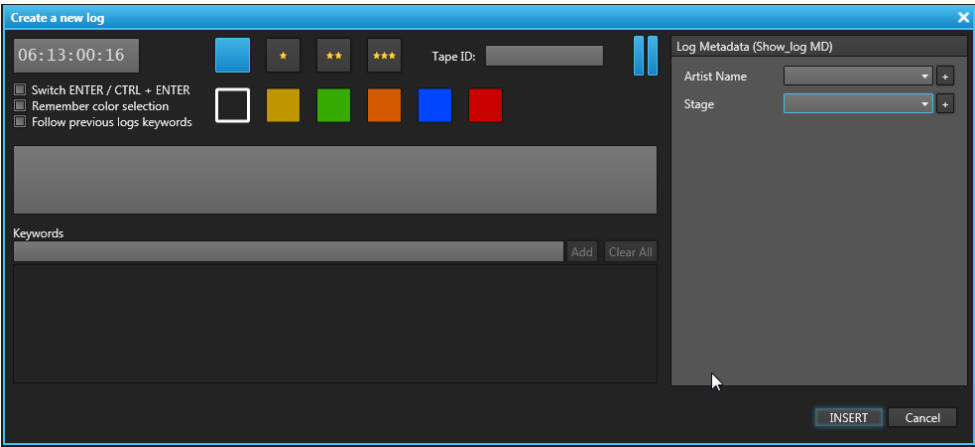 Create a new log
06:13:00:16
Tape ID:
Switch ENTER / CTRL + ENTER
Remember color selection
Follow previous logs keywords
Keywords
Add
Clear All
Log Metadata (Show_log MD)
Artist Name
+
Stage
+
INSERT
Cancel